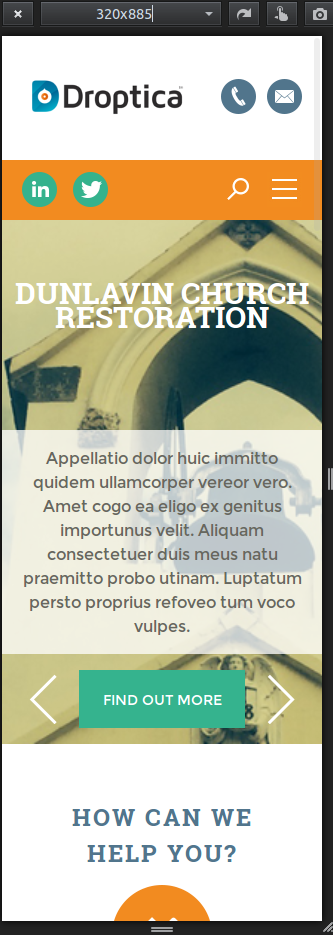 320x885
Droptica
in
DUNLAVIN CHURCH
RESTORATION
Appellatio dolor huic immitto
quidem ullamcorper vereor vero.
Amet cogo ea eligo ex genitus
importunus velit. Aliquam
consectetuer duis meus natu
praemitto probo utinam. Luptatum
persto proprius refoveo tum voco
vulpes.
FIND OUT MORE
8
HOW CAN WE
HELP YOU?